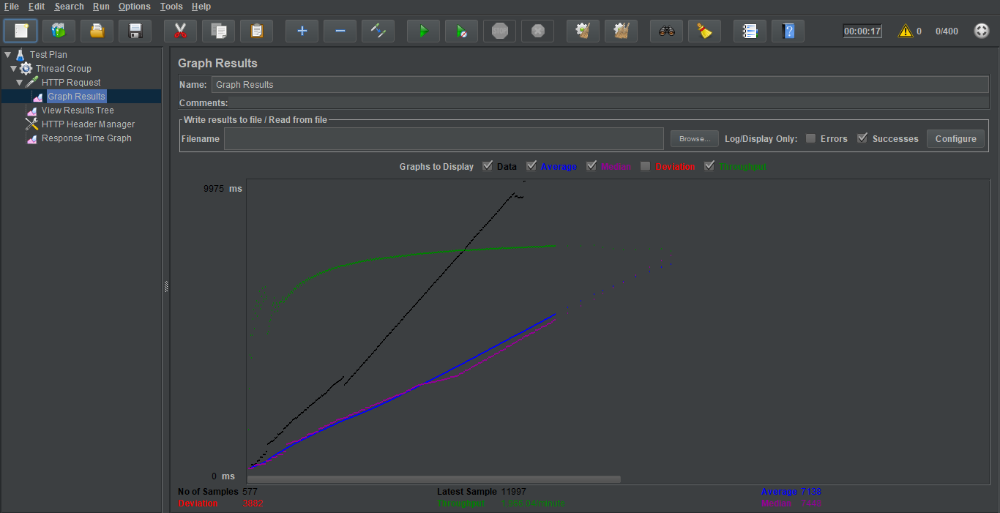 File Edit Search Run Options Tools Help
STOP 00:00:17 0 0/400
Test Plan
Thread Group
HTTP Request
Graph Results
View Results Tree
HTTP Header Manager
Response Time Graph
Graph Results
Name: Graph Results
Comments:
Write results to file / Read from file
Filename Browse... Log/Display Only: Errors Successes Configure
Graphs to Display Data Average Median Deviation Throughput
9975 ms
0 ms
No of Samples 577 Latest Sample 11997 Average 7138
Deviation 3882 Throughput 1,966.04/minute Median